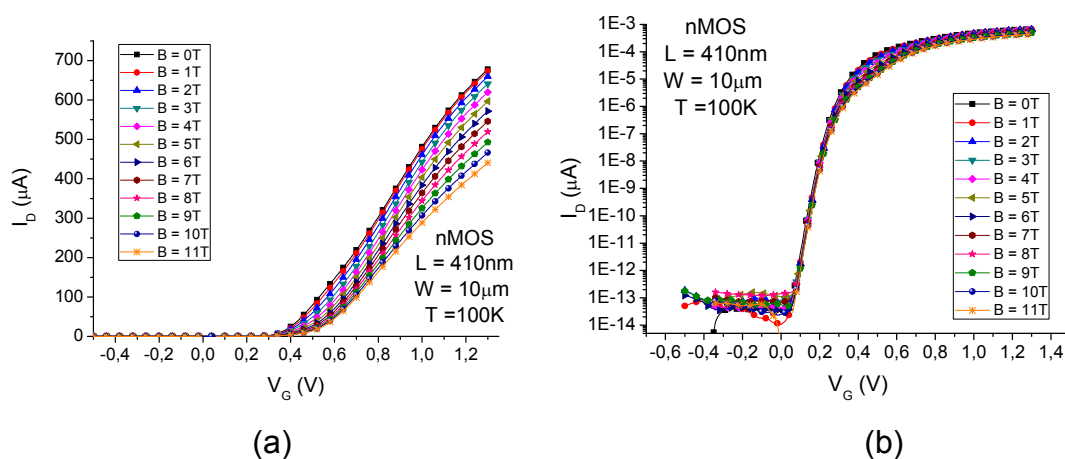 700
600
500
400
300
200
100
0
I_D (μA)
B = 0T
B = 1T
B = 2T
B = 3T
B = 4T
B = 5T
B = 6T
B = 7T
B = 8T
B = 9T
B = 10T
B = 11T
nMOS
L = 410nm
W = 10μm
T =100K
-0,4 -0,2 0,0 0,2 0,4 0,6 0,8 1,0 1,2
V_G (V)
(a)
1E-3
1E-4
1E-5
1E-6
1E-7
1E-8
1E-9
1E-10
1E-11
1E-12
1E-13
1E-14
I_D (μA)
nMOS
L = 410nm
W = 10μm
T =100K
B = 0T
B = 1T
B = 2T
B = 3T
B = 4T
B = 5T
B = 6T
B = 7T
B = 8T
B = 9T
B = 10T
B = 11T
-0,6 -0,4 -0,2 0,0 0,2 0,4 0,6 0,8 1,0 1,2 1,4
V_G (V)
(b)